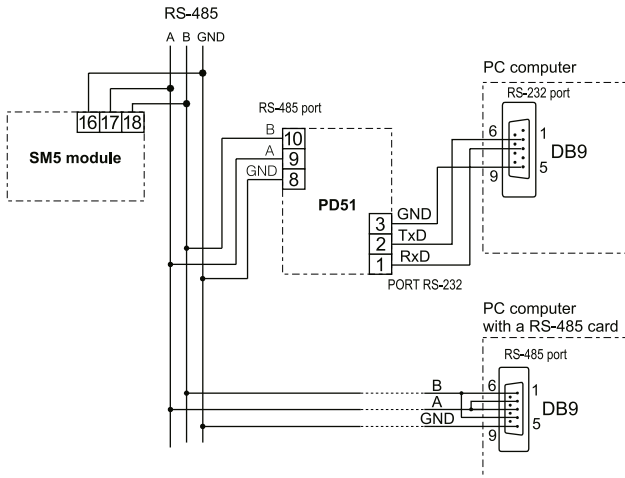 RS-485
A B GND
16 17 18
SM5 module
RS-485 port
B 10
A 9
GND 8
PD51
3 GND
2 TxD
1 RxD
PORT RS-232
PC computer
RS-232 port
6 1
DB9
9 5
PC computer
with a RS-485 card
RS-485 port
B 6 1
A
DB9
GND 5
9